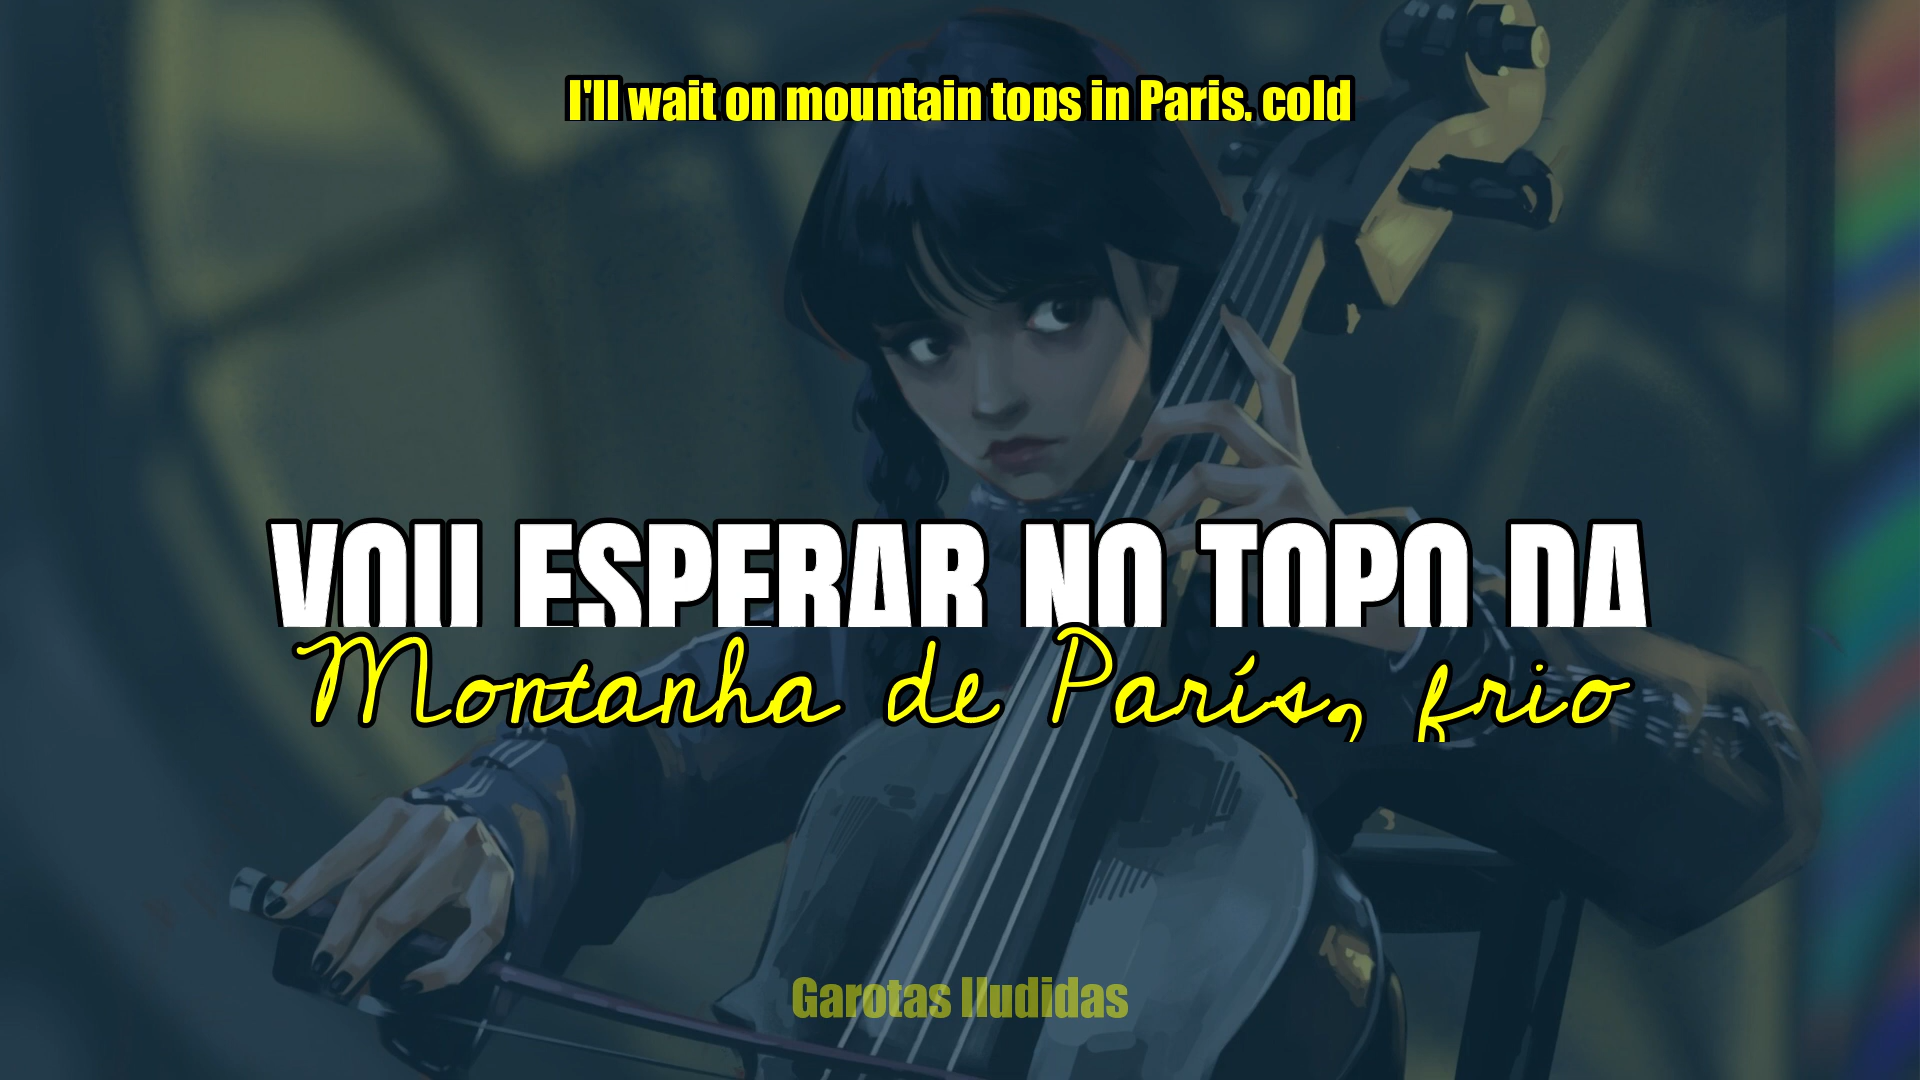 I'll wait on mountain tops in Paris, cold
VOU ESPERAR NO TOPO DA
Montanha de París, frio
Garotas Iludidas